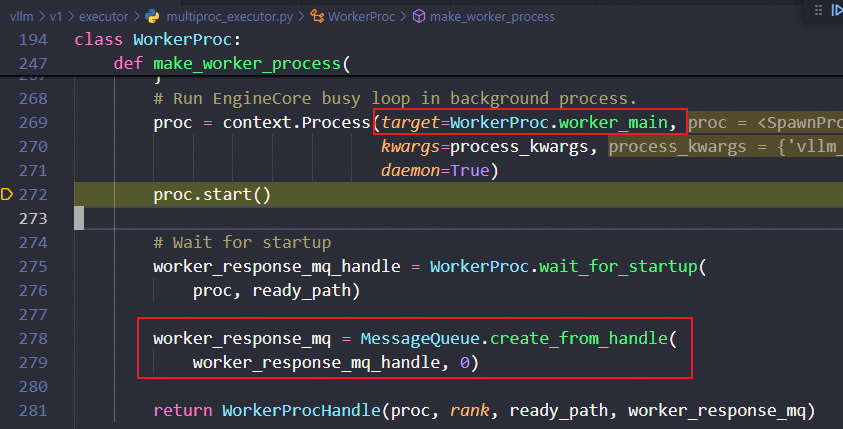 vllm > v1 > executor > multiproc_executor.py > WorkerProc > make_worker_process
194 class WorkerProc:
247     def make_worker_process(
267         }
268         # Run EngineCore busy loop in background process.
269         proc = context.Process(target=WorkerProc.worker_main, proc = <SpawnPro
270                                kwargs=process_kwargs, process_kwargs = {'vllm_
271                                daemon=True)
272         proc.start()
273
274         # Wait for startup
275         worker_response_mq_handle = WorkerProc.wait_for_startup(
276             proc, ready_path)
277
278         worker_response_mq = MessageQueue.create_from_handle(
279             worker_response_mq_handle, 0)
280
281         return WorkerProcHandle(proc, rank, ready_path, worker_response_mq)